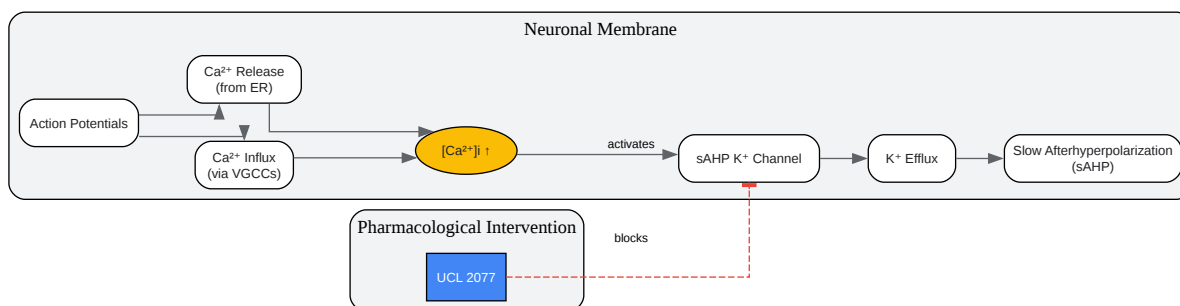 Neuronal Membrane
Ca²⁺ Release
(from ER)
Action Potentials
Ca²⁺ Influx
(via VGCCs)
[Ca²⁺]i ↑
activates
sAHP K⁺ Channel
K⁺ Efflux
Slow Afterhyperpolarization
(sAHP)
Pharmacological Intervention
blocks
UCL 2077